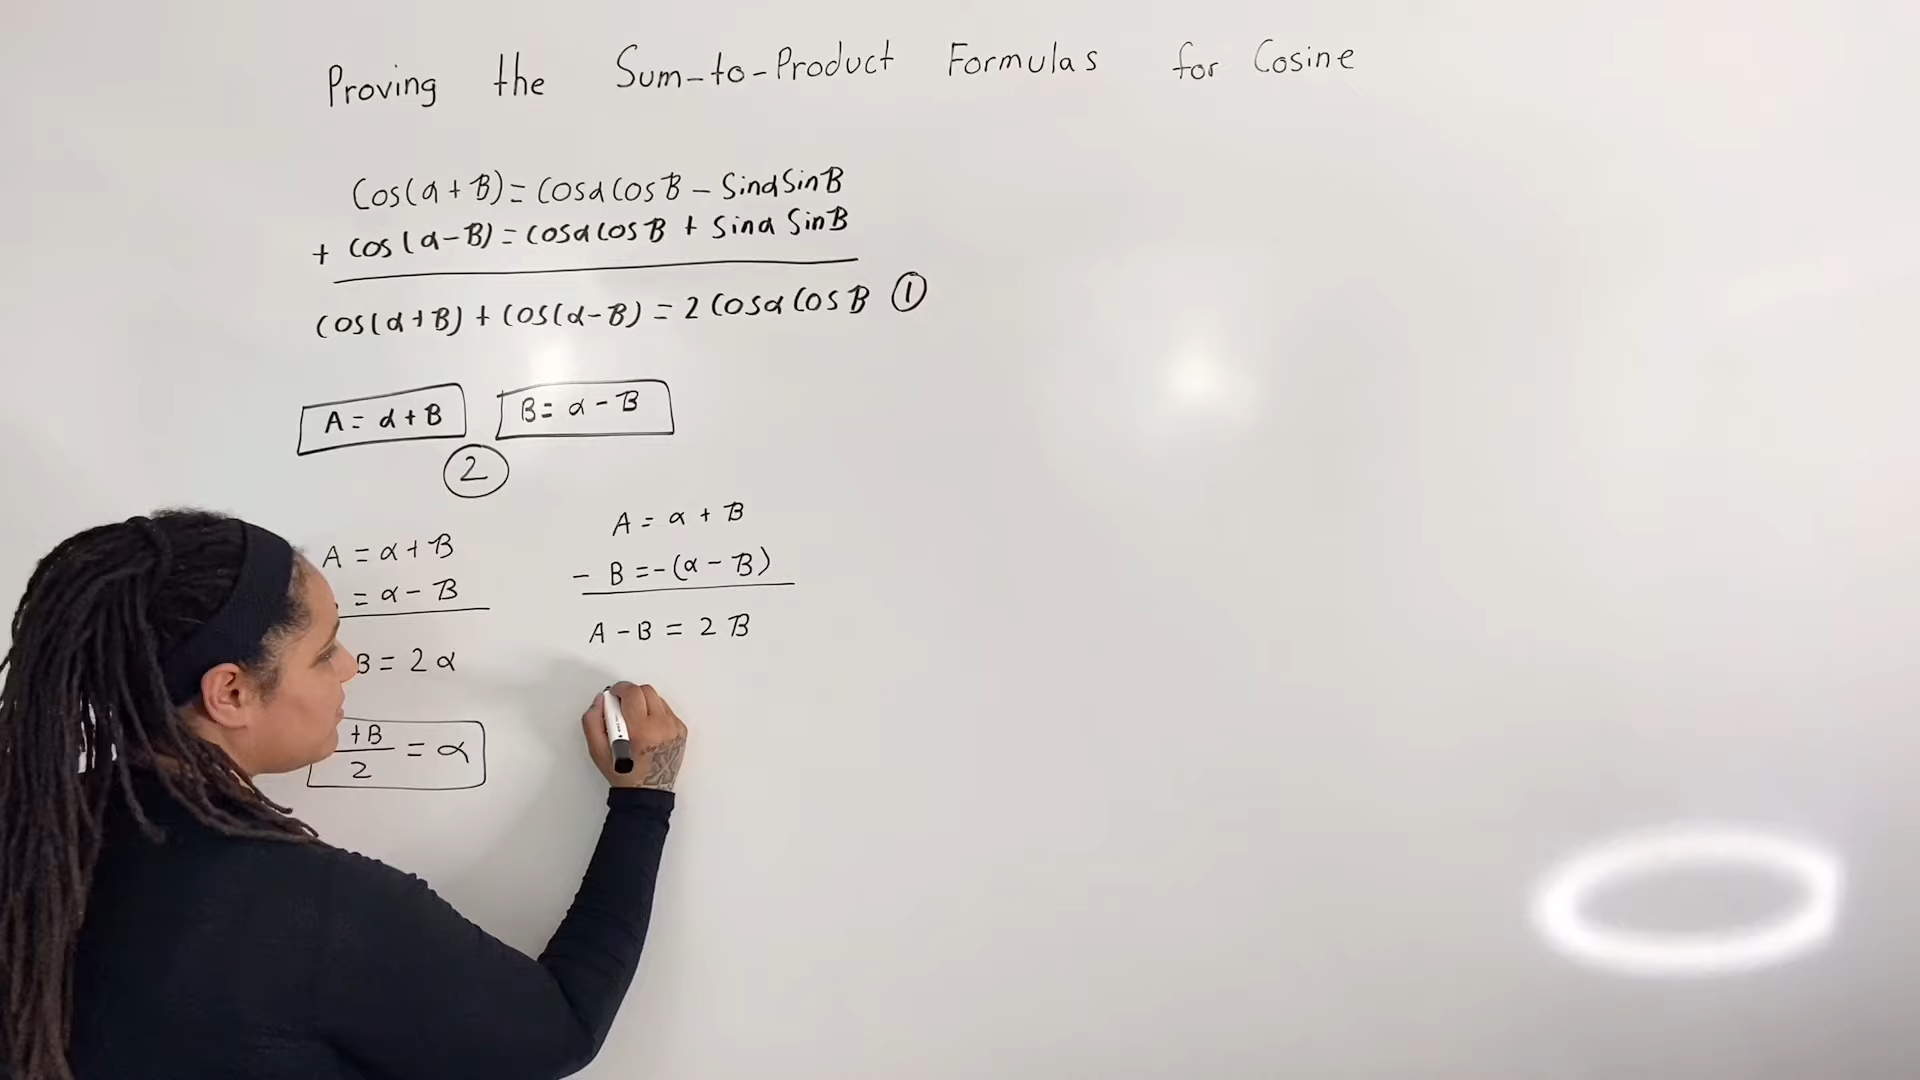 Proving the Sum-to-Product Formulas for Cosine
Cos(α + β) = cosα cosβ − sinα sinβ
+ cos(α − β) = cosα cosβ + sinα sinβ
cos(α + β) + cos(α − β) = 2 cosα cosβ ①
A = α + β
B = α − β
②
A = α + β
= α − β
B = 2α
+B
2
= α
A = α + β
− B = −(α − β)
A − B = 2β